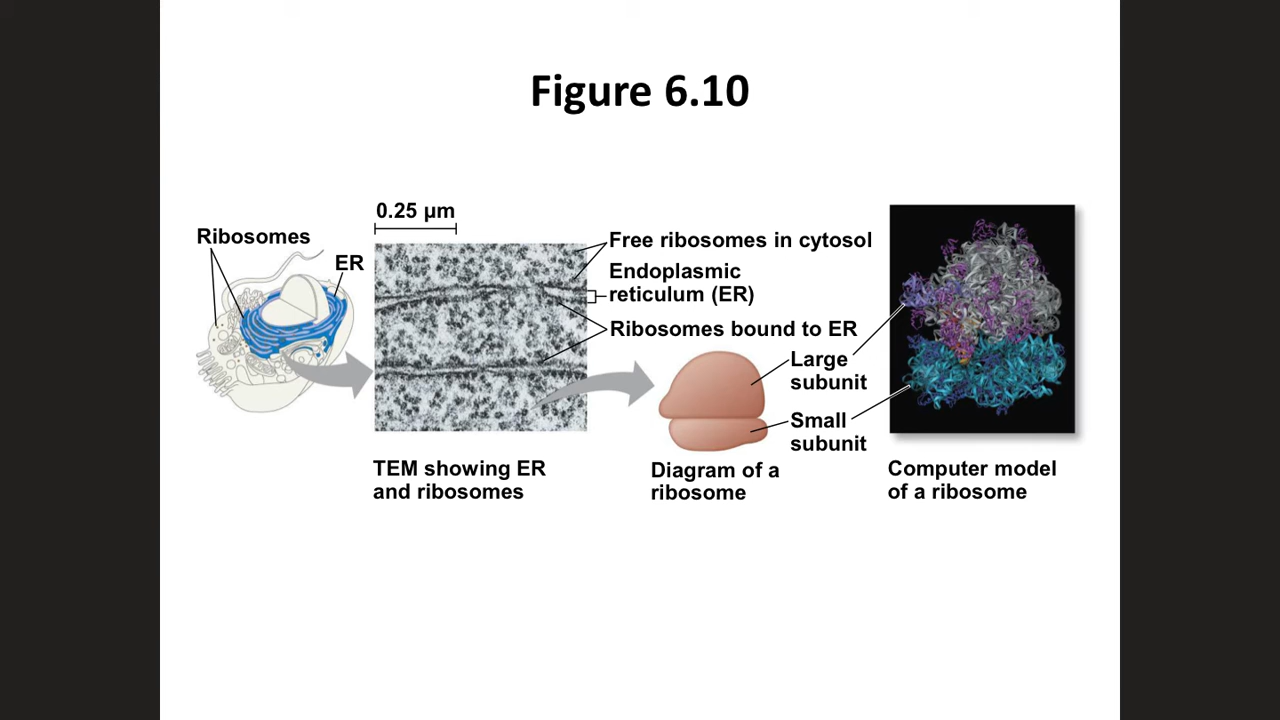 Figure 6.10
0.25 µm
Ribosomes
ER
Free ribosomes in cytosol
Endoplasmic
reticulum (ER)
Ribosomes bound to ER
Large
subunit
Small
subunit
TEM showing ER
and ribosomes
Diagram of a
ribosome
Computer model
of a ribosome